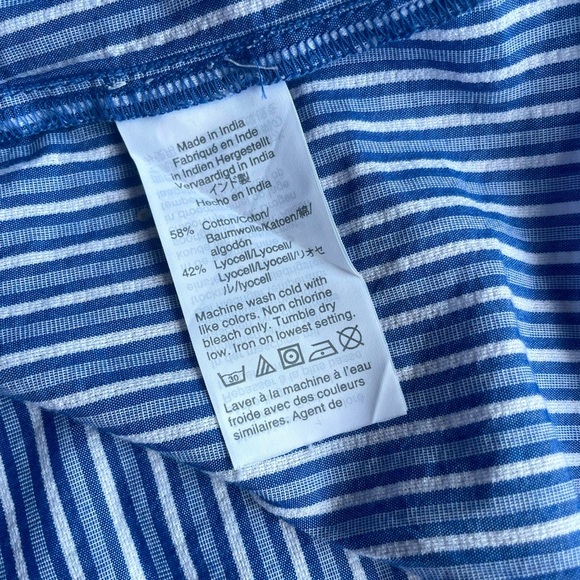 Made in India
Fabriqué en Inde
in Indien Hergestellt
Vervaardigd in India
インド製
Hecho en India
58% Cotton/Coton/
Baumwolle/Katoen/綿/
algodón
42% Lyocell/Lyocell/
Lyocell/Lyocell/リオセ
ル/lyocell
Machine wash cold with
like colors. Non chlorine
bleach only. Tumble dry
low. Iron on lowest setting.
30
Laver à la machine à l'eau
froide avec des couleurs
similaires. Agent de